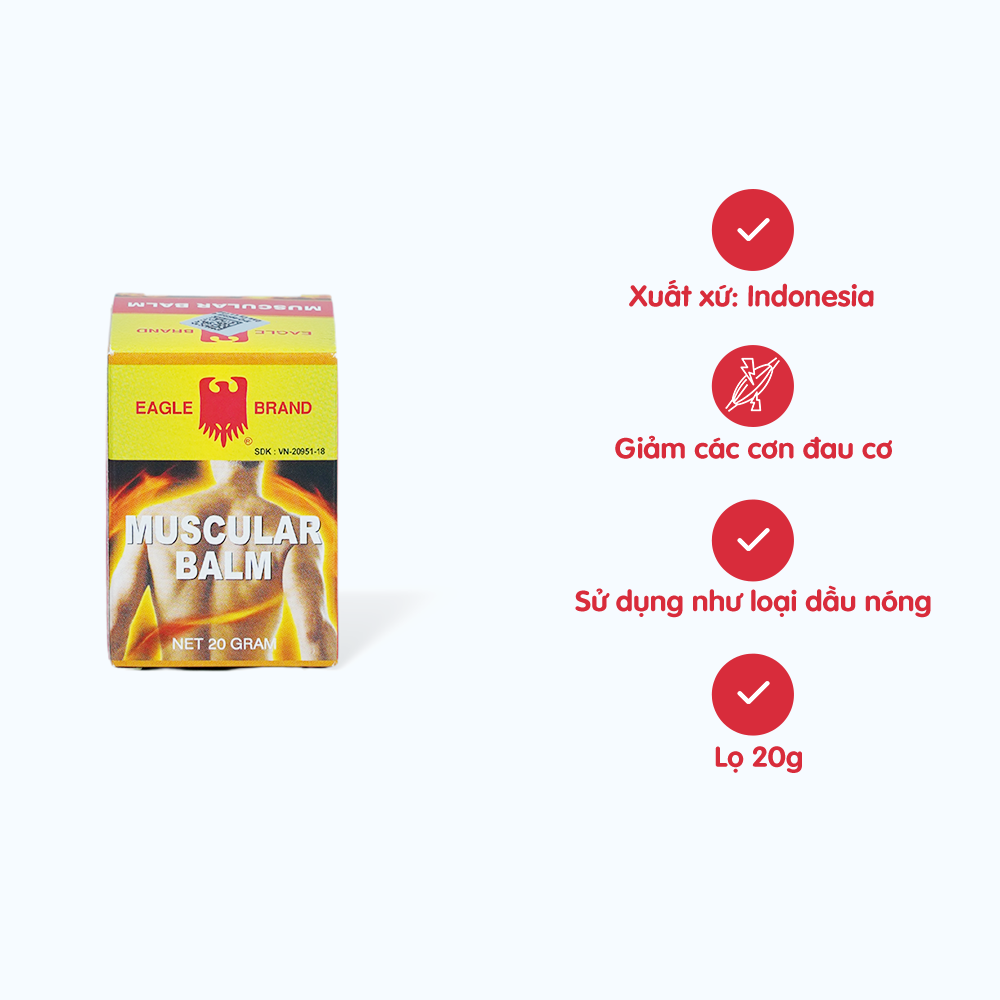 MUSCULAR BALM
EAGLE BRAND
EAGLE BRAND
®
SDK : VN-20951-18
MUSCULAR
BALM
NET 20 GRAM
Xuất xứ: Indonesia
Giảm các cơn đau cơ
Sử dụng như loại dầu nóng
Lọ 20g